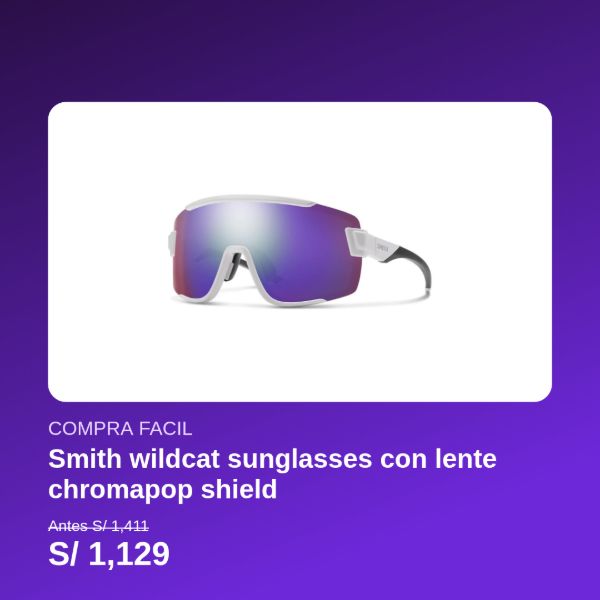 COMPRA FACIL
Smith wildcat sunglasses con lente
chromapop shield
Antes S/ 1,411
S/ 1,129